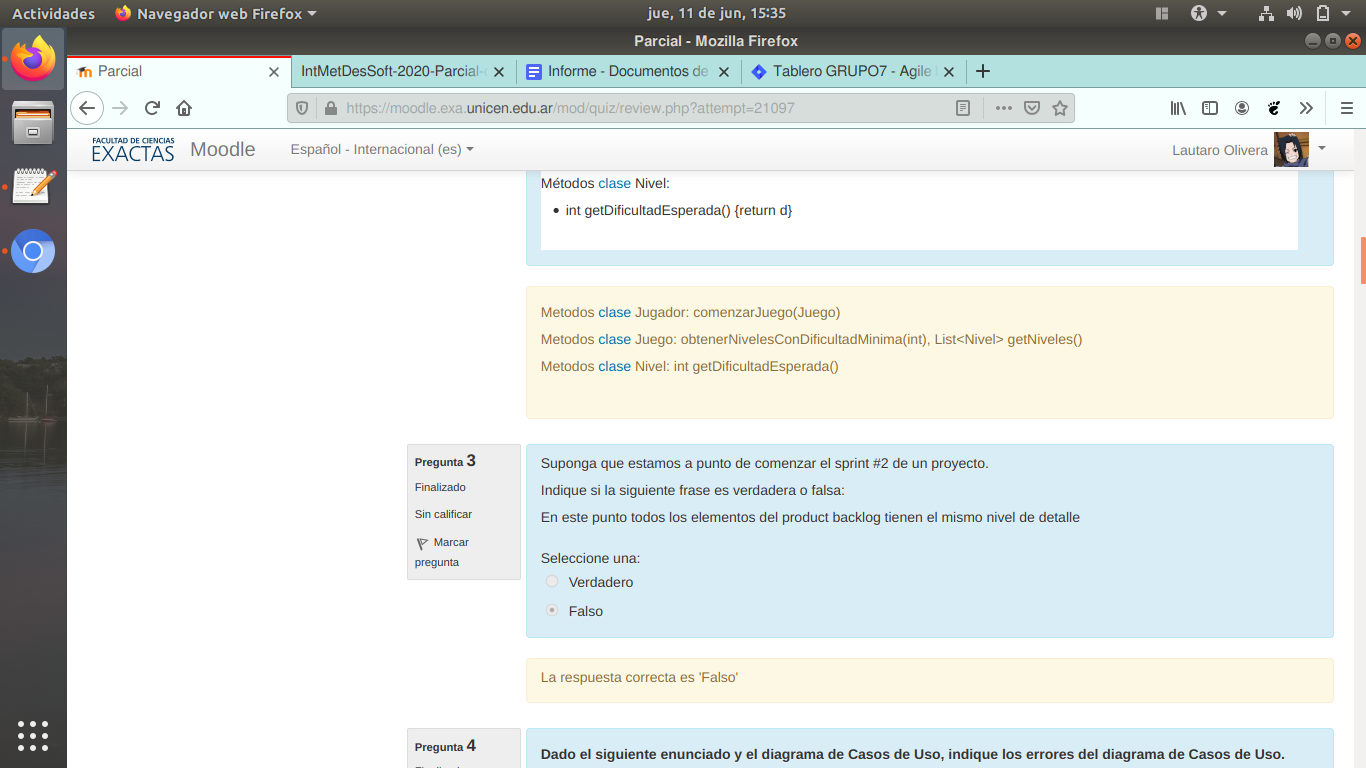 Actividades
Navegador web Firefox
jue, 11 de jun, 15:35
Parcial - Mozilla Firefox
Parcial
IntMetDesSoft-2020-Parcial-
Informe - Documentos de
Tablero GRUPO7 - Agile
https://moodle.exa.unicen.edu.ar/mod/quiz/review.php?attempt=21097
FACULTAD DE CIENCIAS
EXACTAS
Moodle
Español - Internacional (es)
Lautaro Olivera
Métodos clase Nivel:
int getDificultadEsperada() {return d}
Metodos clase Jugador: comenzarJuego(Juego)
Metodos clase Juego: obtenerNivelesConDificultadMinima(int), List<Nivel> getNiveles()
Metodos clase Nivel: int getDificultadEsperada()
Pregunta 3
Finalizado
Sin calificar
Marcar
pregunta
Suponga que estamos a punto de comenzar el sprint #2 de un proyecto.
Indique si la siguiente frase es verdadera o falsa:
En este punto todos los elementos del product backlog tienen el mismo nivel de detalle
Seleccione una:
Verdadero
Falso
La respuesta correcta es 'Falso'
Pregunta 4
Dado el siguiente enunciado y el diagrama de Casos de Uso, indique los errores del diagrama de Casos de Uso.